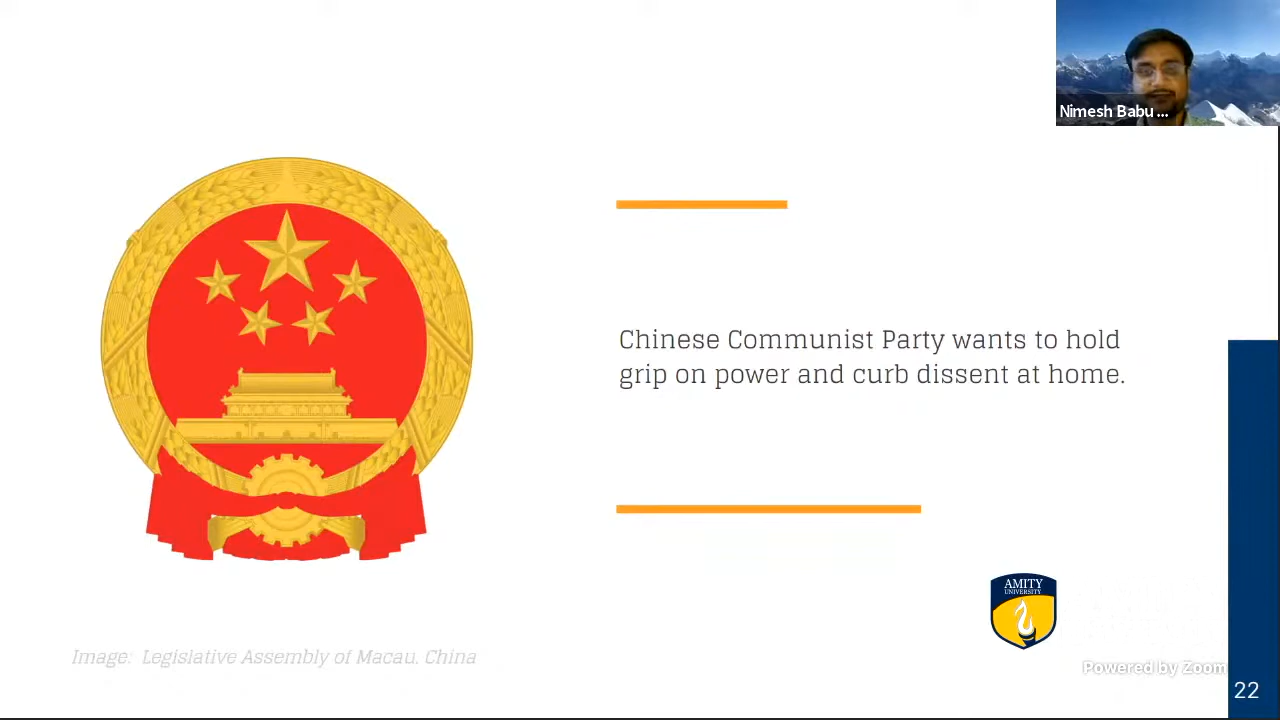 Nimesh Babu ...
Chinese Communist Party wants to hold
grip on power and curb dissent at home.
AMITY
UNIVERSITY
Image: Legislative Assembly of Macau, China
Powered by Zoom
22